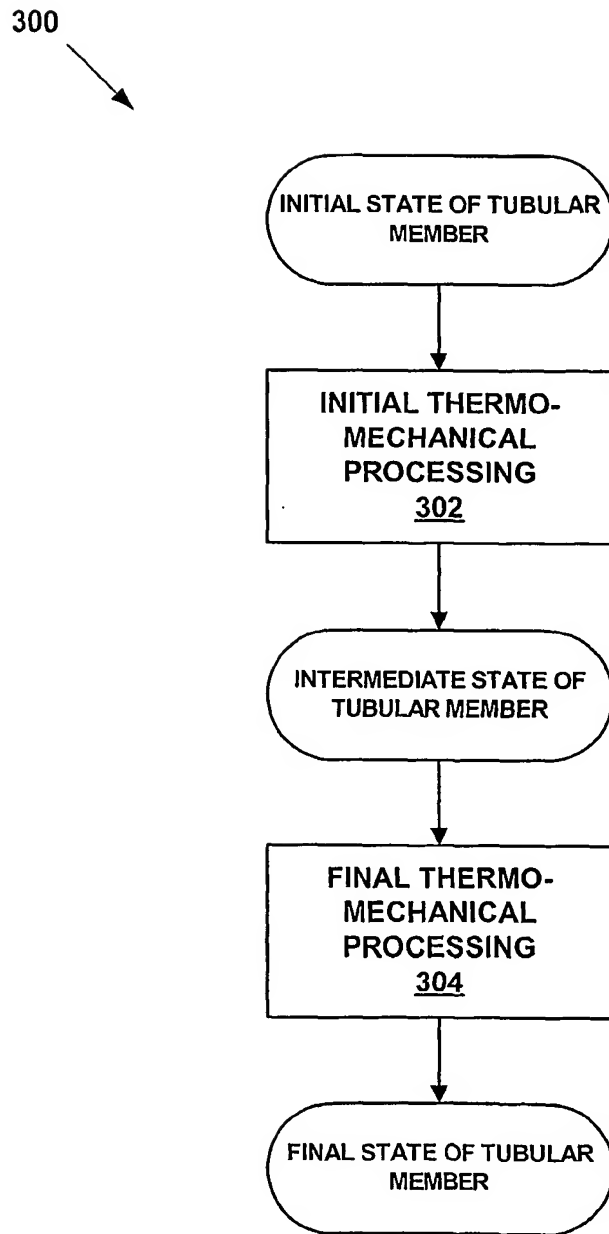 300
INITIAL STATE OF TUBULAR
MEMBER
INITIAL THERMO-
MECHANICAL
PROCESSING
302
INTERMEDIATE STATE OF
TUBULAR MEMBER
FINAL THERMO-
MECHANICAL
PROCESSING
304
FINAL STATE OF TUBULAR
MEMBER